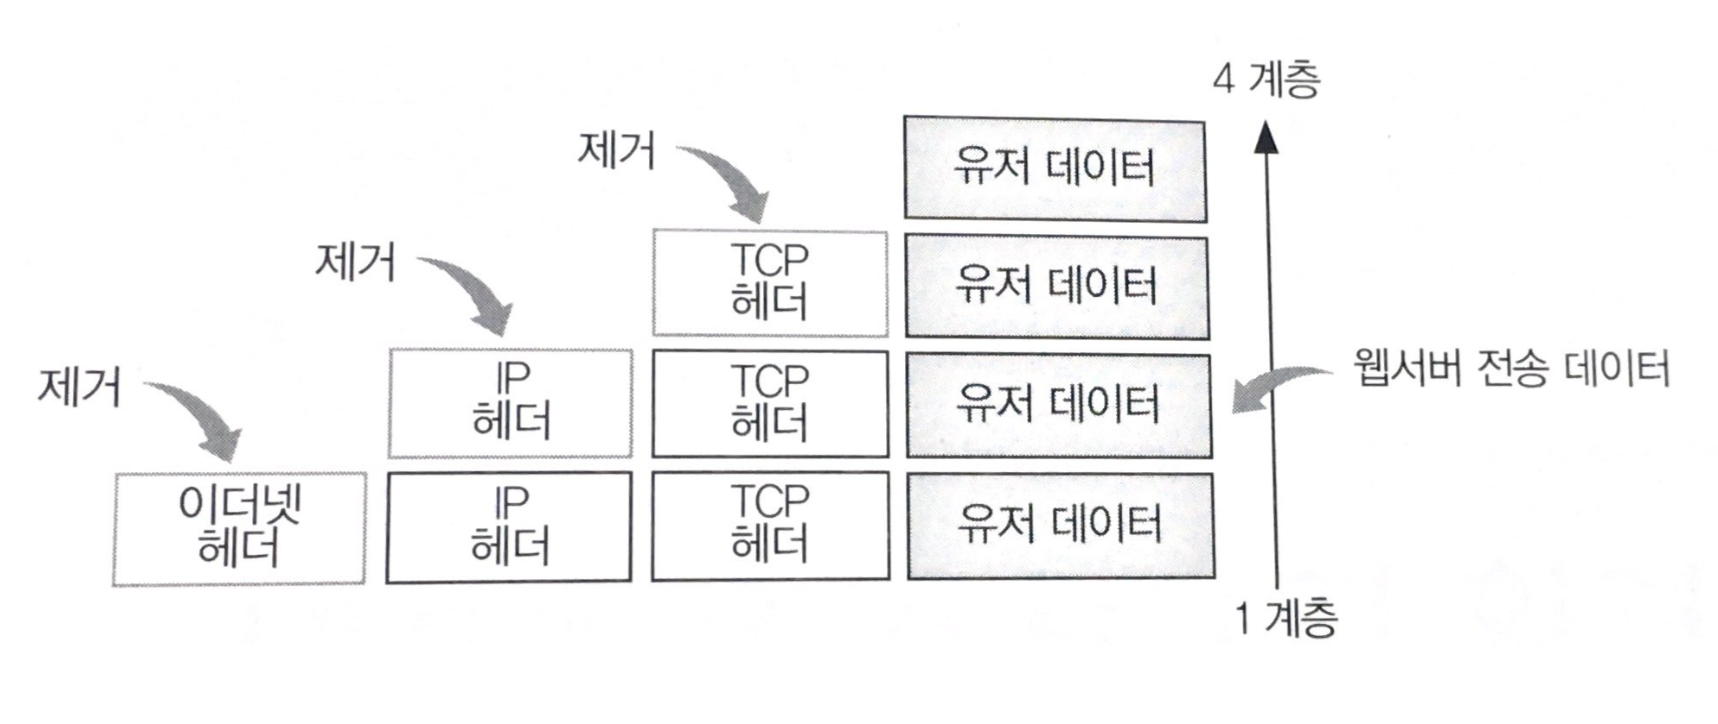 4 계층
제거
유저 데이터
제거
TCP
헤더
유저 데이터
제거
IP
헤더
TCP
헤더
유저 데이터
웹서버 전송 데이터
이더넷
헤더
IP
헤더
TCP
헤더
유저 데이터
1 계층